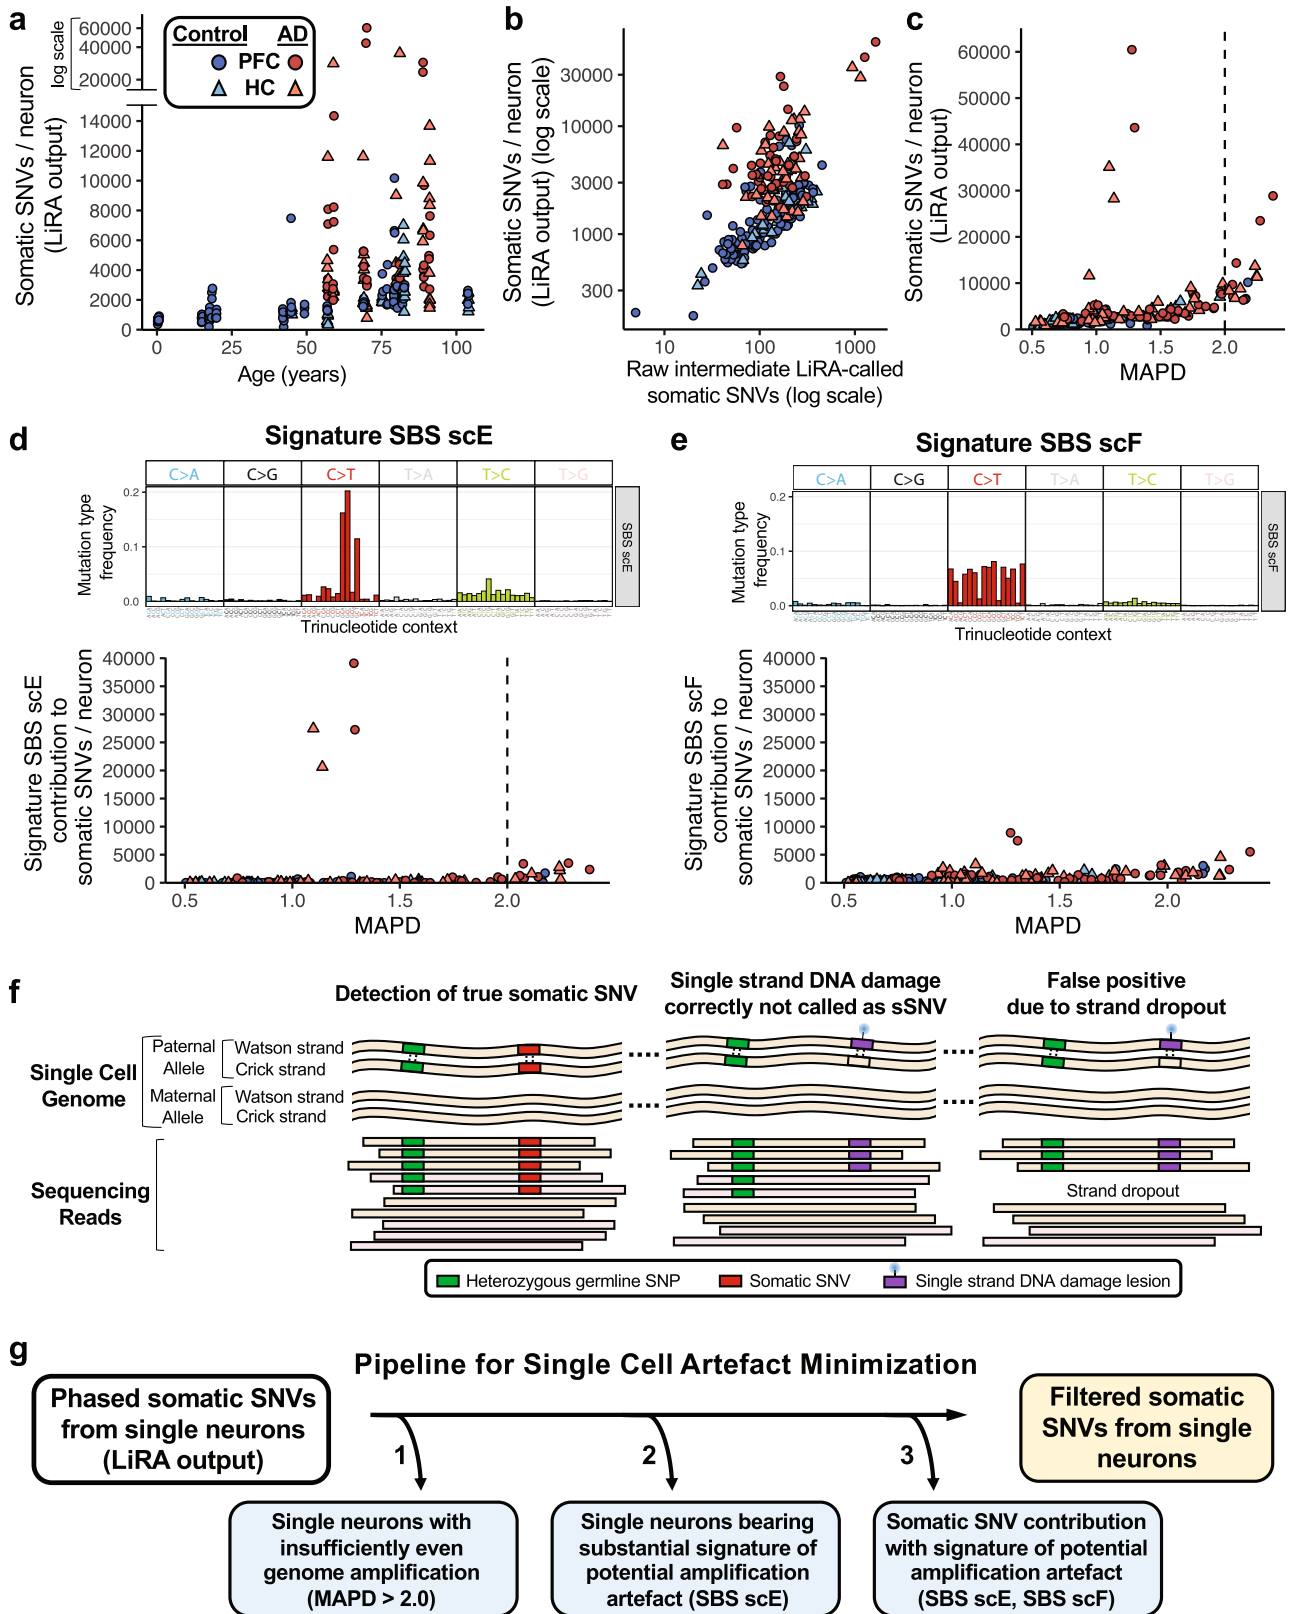 a
log scale
60000
40000
20000
14000
12000
10000
8000
6000
4000
2000
0
Somatic SNVs / neuron
(LiRA output)
Control AD
PFC
HC
0 25 50 75 100
Age (years)
b
Somatic SNVs / neuron
(LiRA output) (log scale)
30000
10000
3000
1000
300
10 100 1000
Raw intermediate LiRA-called
somatic SNVs (log scale)
c
Somatic SNVs / neuron
(LiRA output)
60000
50000
40000
30000
20000
10000
0
0.5 1.0 1.5 2.0
MAPD
d
Signature SBS scE
C>A C>G C>T T>A T>C T>G
Mutation type
frequency
0.2
0.1
0.0
SBS scE
Trinucleotide context
Signature SBS scE
contribution to
somatic SNVs / neuron
40000
35000
30000
25000
20000
15000
10000
5000
0
0.5 1.0 1.5 2.0
MAPD
e
Signature SBS scF
C>A C>G C>T T>A T>C T>G
Mutation type
frequency
0.2
0.1
0.0
SBS scF
Trinucleotide context
Signature SBS scF
contribution to
somatic SNVs / neuron
40000
35000
30000
25000
20000
15000
10000
5000
0
0.5 1.0 1.5 2.0
MAPD
f
Detection of true somatic SNV
Single strand DNA damage
correctly not called as sSNV
False positive
due to strand dropout
Single Cell
Genome
Paternal
Allele
Watson strand
Crick strand
Maternal
Allele
Watson strand
Crick strand
Sequencing
Reads
Strand dropout
Heterozygous germline SNP
Somatic SNV
Single strand DNA damage lesion
g
Pipeline for Single Cell Artefact Minimization
Phased somatic SNVs
from single neurons
(LiRA output)
1
2
3
Filtered somatic
SNVs from single
neurons
Single neurons with
insufficiently even
genome amplification
(MAPD > 2.0)
Single neurons bearing
substantial signature of
potential amplification
artefact (SBS scE)
Somatic SNV contribution
with signature of potential
amplification artefact
(SBS scE, SBS scF)